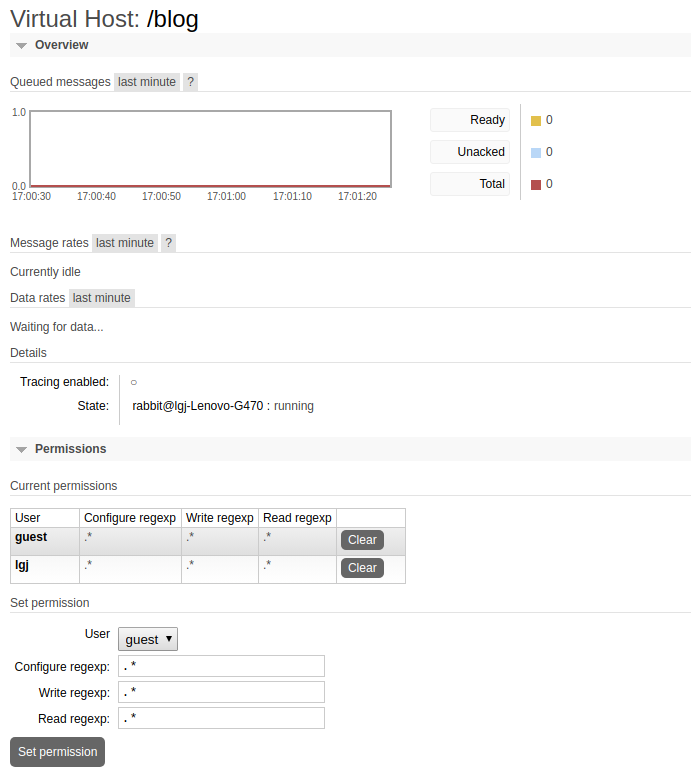 Virtual Host: /blog
Overview
Queued messages last minute ?
1.0
0.0
17:00:30 17:00:40 17:00:50 17:01:00 17:01:10 17:01:20
Ready 0
Unacked 0
Total 0
Message rates last minute ?
Currently idle
Data rates last minute
Waiting for data...
Details
Tracing enabled: ○
State: rabbit@lgj-Lenovo-G470 : running
Permissions
Current permissions
User Configure regexp Write regexp Read regexp
guest .* .* .* Clear
lgj .* .* .* Clear
Set permission
User guest ▼
Configure regexp: .*
Write regexp: .*
Read regexp: .*
Set permission